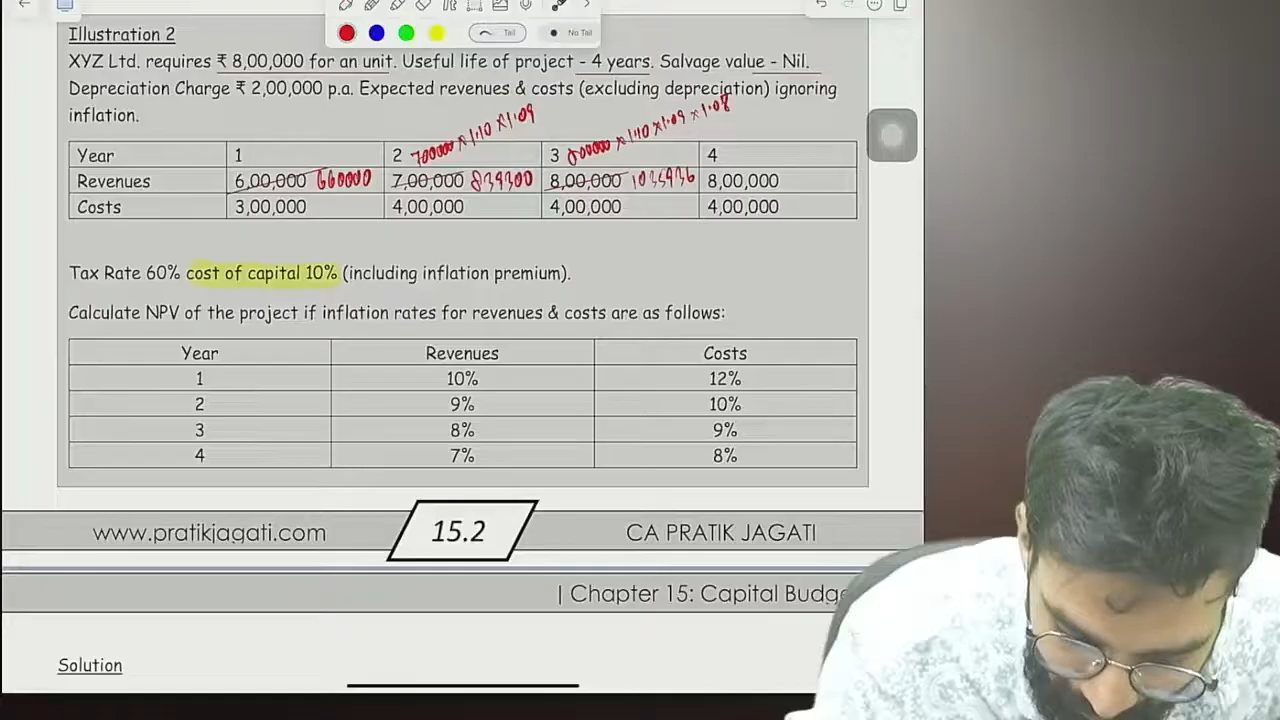 Tail
No Tail
Illustration 2
XYZ Ltd. requires ₹ 8,00,000 for an unit. Useful life of project - 4 years. Salvage value - Nil.
Depreciation Charge ₹ 2,00,000 p.a. Expected revenues & costs (excluding depreciation) ignoring
inflation.
700000 × 1.10 × 1.09
800000 × 1.10 × 1.09 × 1.08
Year 1 2 3 4
Revenues 6,00,000 660000 7,00,000 839300 8,00,000 1035936 8,00,000
Costs 3,00,000 4,00,000 4,00,000 4,00,000
Tax Rate 60% cost of capital 10% (including inflation premium).
Calculate NPV of the project if inflation rates for revenues & costs are as follows:
Year Revenues Costs
1 10% 12%
2 9% 10%
3 8% 9%
4 7% 8%
www.pratikjagati.com 15.2 CA PRATIK JAGATI
| Chapter 15: Capital Budge
Solution